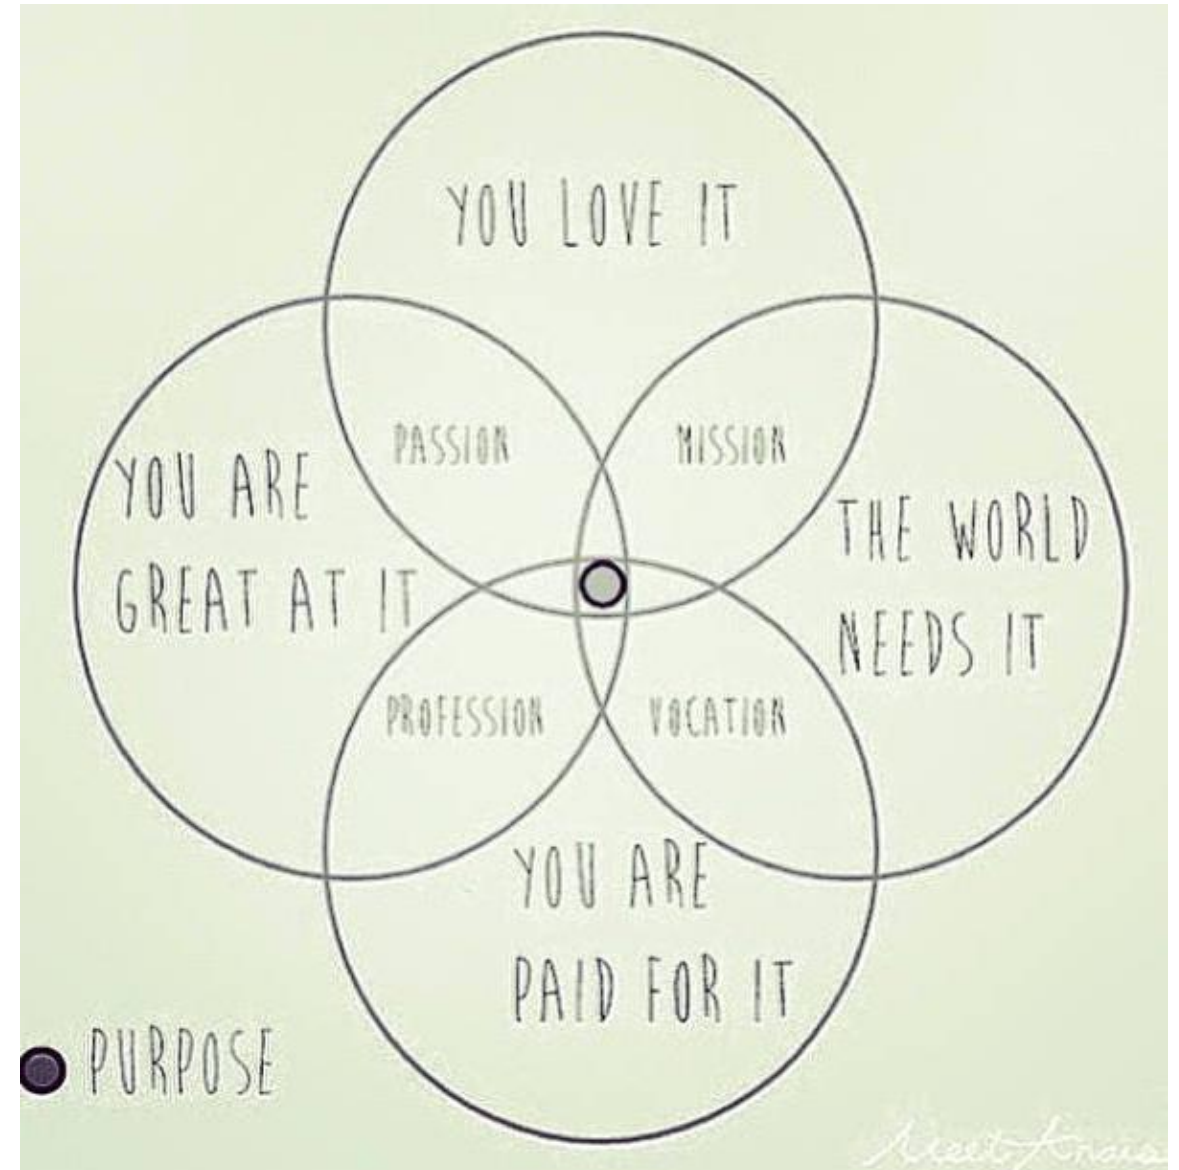 YOU LOVE IT
PASSION
MISSION
YOU ARE
GREAT AT IT
THE WORLD
NEEDS IT
PROFESSION
VOCATION
YOU ARE
PAID FOR IT
PURPOSE